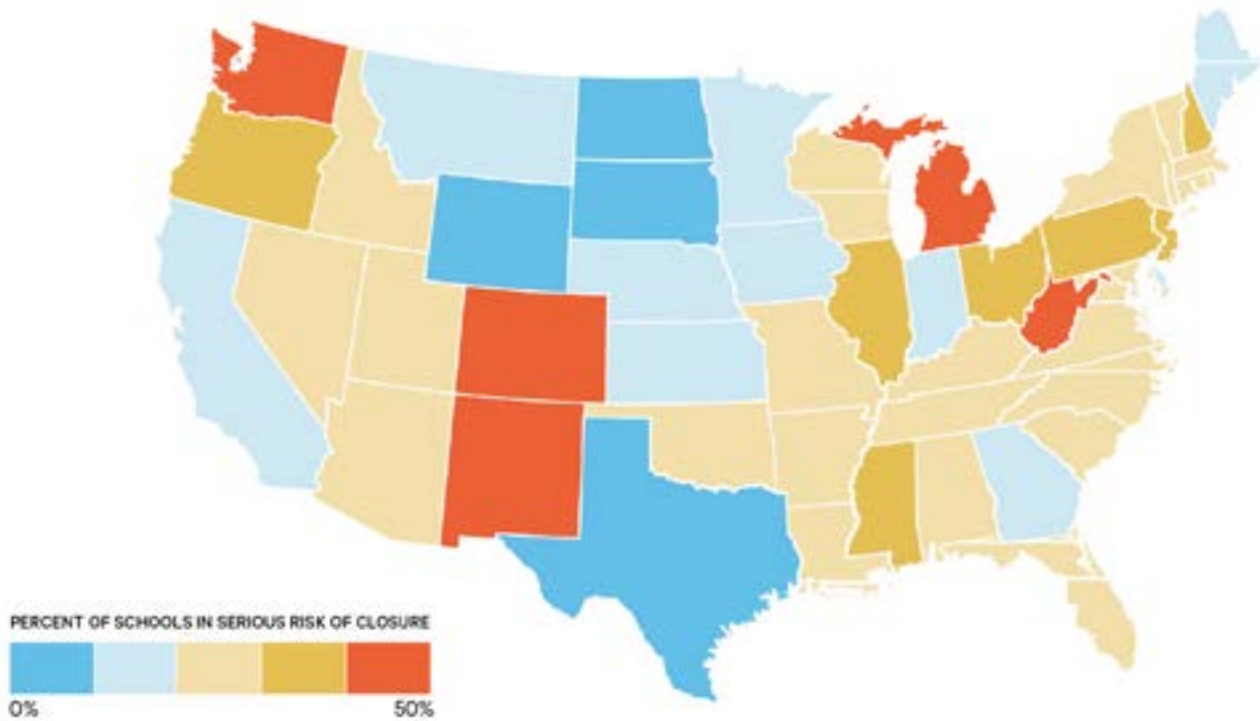 PERCENT OF SCHOOLS IN SERIOUS RISK OF CLOSURE
0% 50%